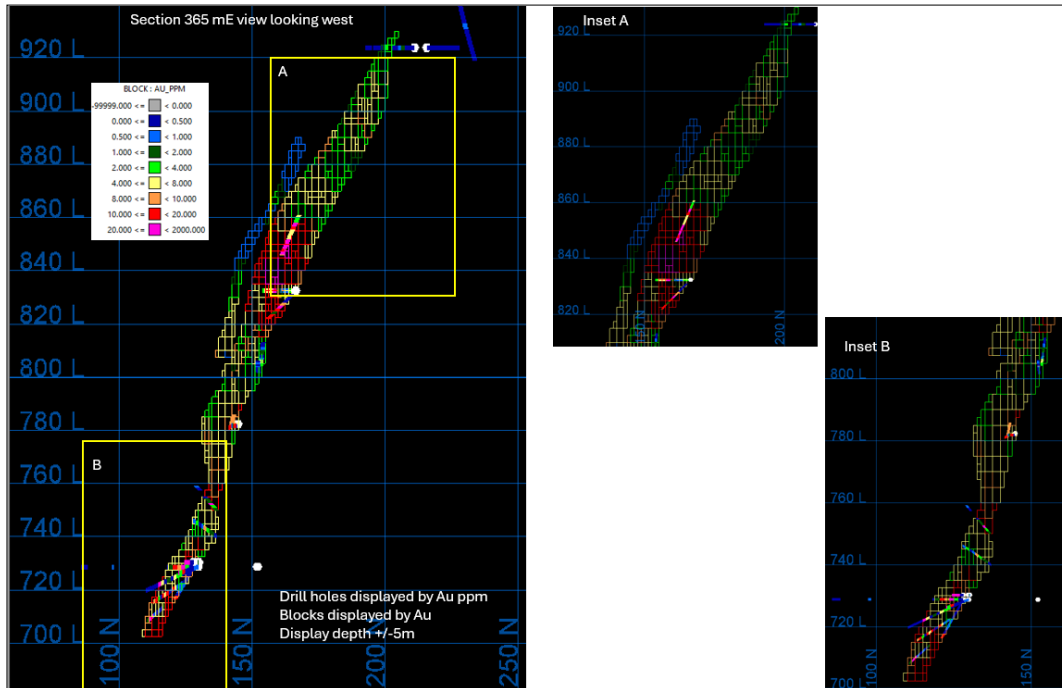 Section 365 mE view looking west
920 L
A
BLOCK : AU_PPM
-99999.000 <= < 0.000
0.000 <= < 0.500
0.500 <= < 1.000
1.000 <= < 2.000
2.000 <= < 4.000
4.000 <= < 8.000
8.000 <= < 10.000
10.000 <= < 20.000
20.000 <= < 2000.000
900 L
880 L
860 L
840 L
820 L
800 L
780 L
B
760 L
740 L
720 L
700 L
100 N
150 N
200 N
250 N
Drill holes displayed by Au ppm
Blocks displayed by Au
Display depth +/-5m
Inset A
920 L
900 L
880 L
860 L
840 L
820 L
150 N
200 N
Inset B
800 L
780 L
760 L
740 L
720 L
700 L
100 N
150 N